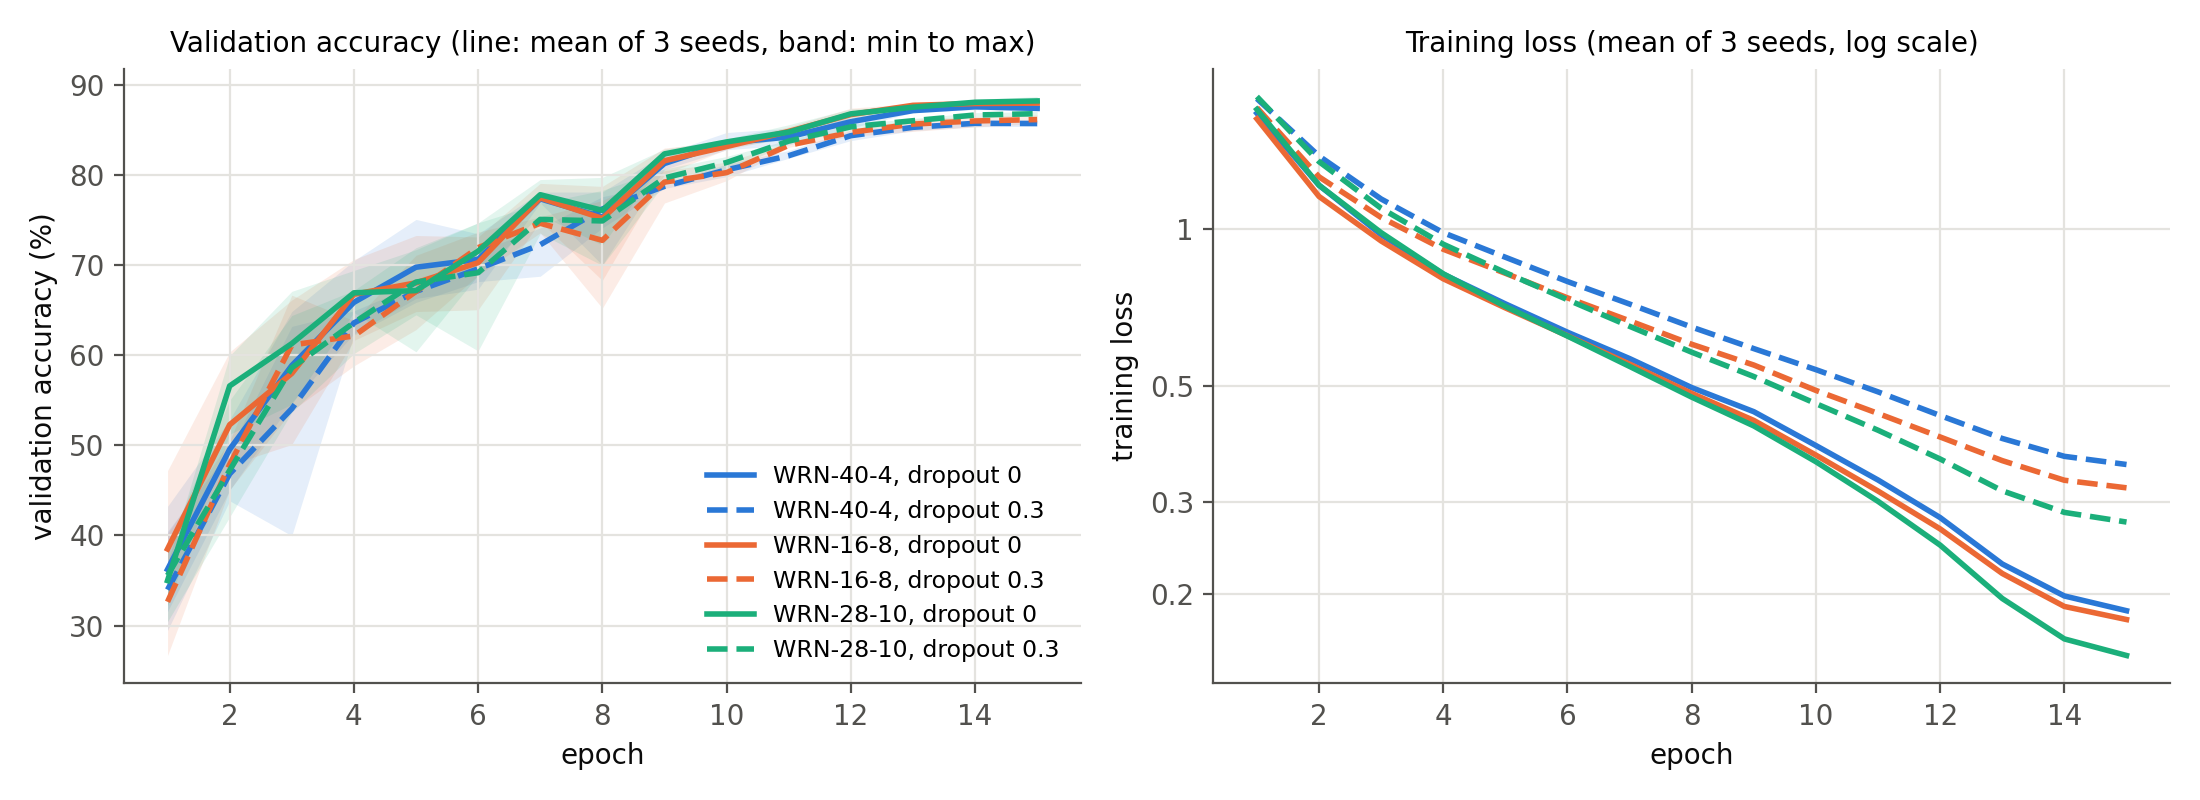 Validation accuracy (line: mean of 3 seeds, band: min to max)
validation accuracy (%)
90
80
70
60
50
40
30
WRN-40-4, dropout 0
WRN-40-4, dropout 0.3
WRN-16-8, dropout 0
WRN-16-8, dropout 0.3
WRN-28-10, dropout 0
WRN-28-10, dropout 0.3
2 4 6 8 10 12 14
epoch
Training loss (mean of 3 seeds, log scale)
training loss
1
0.5
0.3
0.2
2 4 6 8 10 12 14
epoch